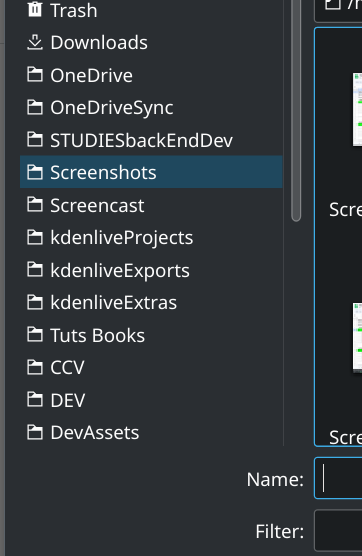 Trash
Downloads
OneDrive
OneDriveSync
STUDIESbackEndDev
Screenshots
Screencast
kdenliveProjects
kdenliveExports
kdenliveExtras
Tuts Books
CCV
DEV
DevAssets
Scre
Scre
Name:
Filter: